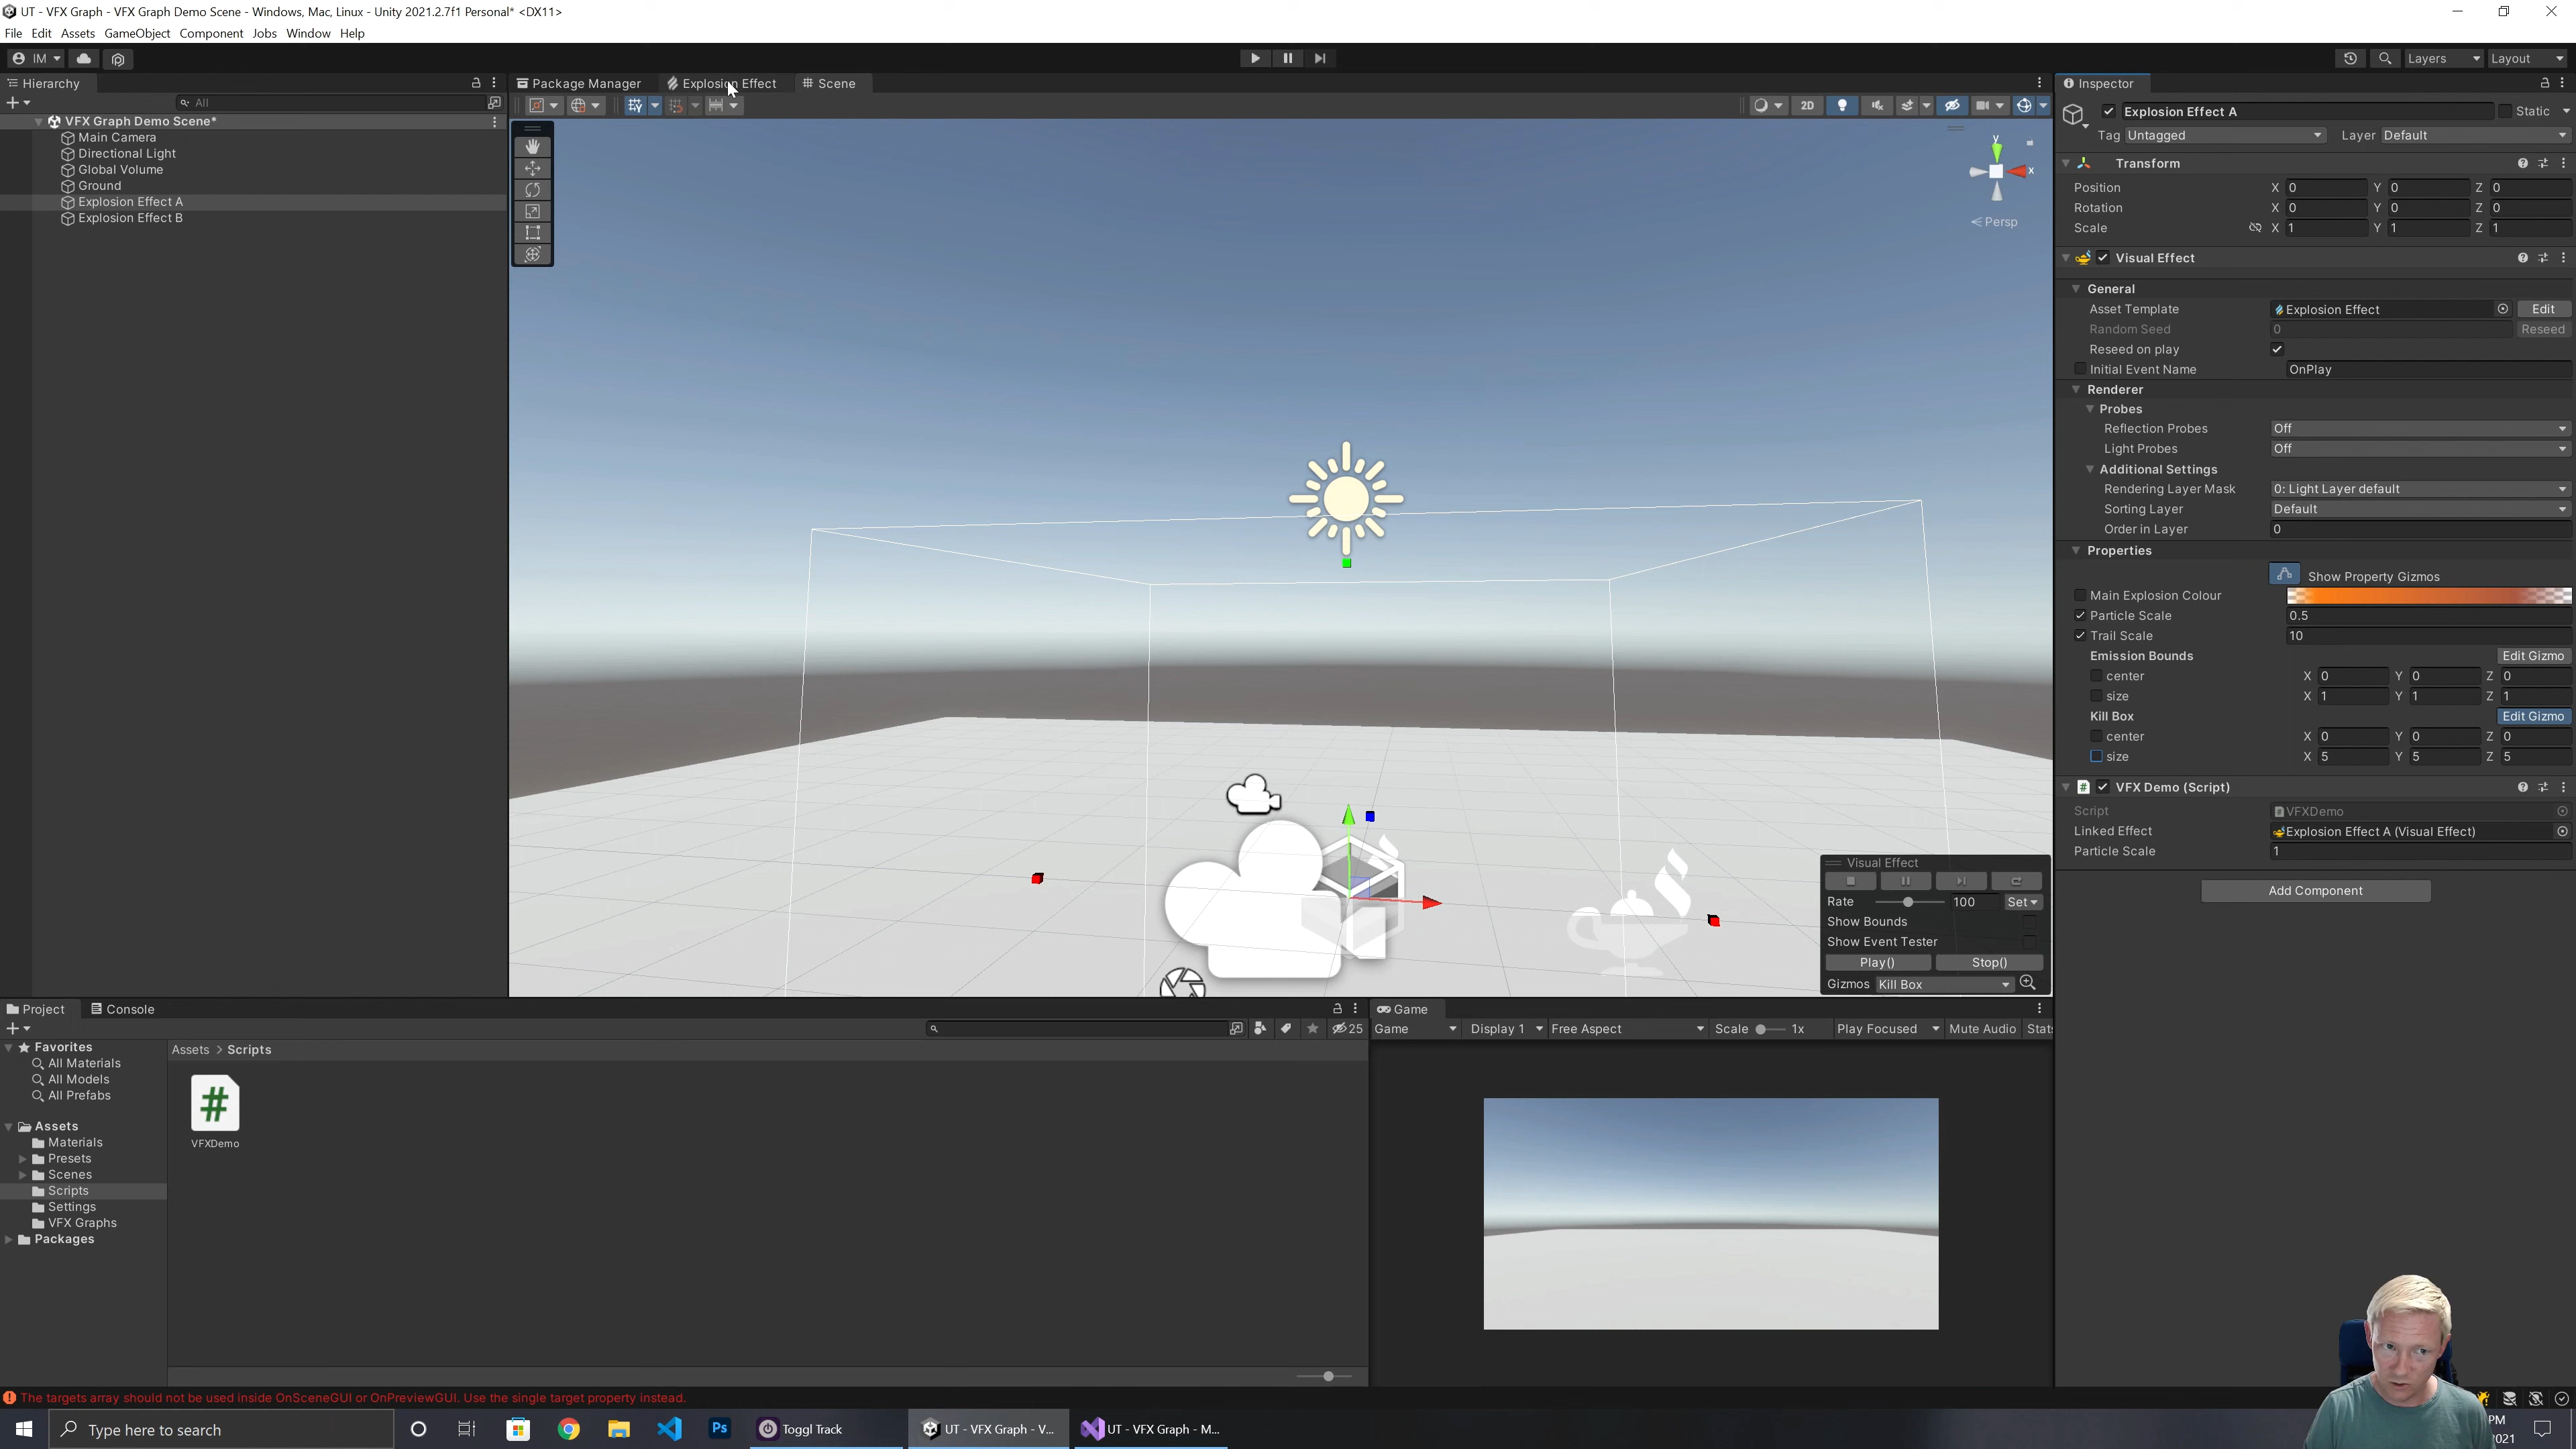 UT - VFX Graph - VFX Graph Demo Scene - Windows, Mac, Linux - Unity 2021.2.7f1 Personal* <DX11>
File Edit Assets GameObject Component Jobs Window Help
IM Layers Layout
Hierarchy
All
VFX Graph Demo Scene*
Main Camera
Directional Light
Global Volume
Ground
Explosion Effect A
Explosion Effect B
Package Manager Explosion Effect Scene
2D
y
x
Persp
Visual Effect
Rate 100 Set
Show Bounds
Show Event Tester
Play() Stop()
Gizmos Kill Box
Inspector
Explosion Effect A Static
Tag Untagged Layer Default
Transform
Position X 0 Y 0 Z 0
Rotation X 0 Y 0 Z 0
Scale X 1 Y 1 Z 1
Visual Effect
General
Asset Template Explosion Effect Edit
Random Seed 0 Reseed
Reseed on play
Initial Event Name OnPlay
Renderer
Probes
Reflection Probes Off
Light Probes Off
Additional Settings
Rendering Layer Mask 0: Light Layer default
Sorting Layer Default
Order in Layer 0
Properties
Show Property Gizmos
Main Explosion Colour
Particle Scale 0.5
Trail Scale 10
Emission Bounds Edit Gizmo
center X 0 Y 0 Z 0
size X 1 Y 1 Z 1
Kill Box Edit Gizmo
center X 0 Y 0 Z 0
size X 5 Y 5 Z 5
# VFX Demo (Script)
Script VFXDemo
Linked Effect Explosion Effect A (Visual Effect)
Particle Scale 1
Add Component
Project Console
25
Favorites
All Materials
All Models
All Prefabs
Assets
Materials
Presets
Scenes
Scripts
Settings
VFX Graphs
Packages
Assets > Scripts
#
VFXDemo
Game
Game Display 1 Free Aspect Scale 1x Play Focused Mute Audio Stats
The targets array should not be used inside OnSceneGUI or OnPreviewGUI. Use the single target property instead.
Type here to search
Ps
Toggl Track
UT - VFX Graph - V...
UT - VFX Graph - M...
PM
2021